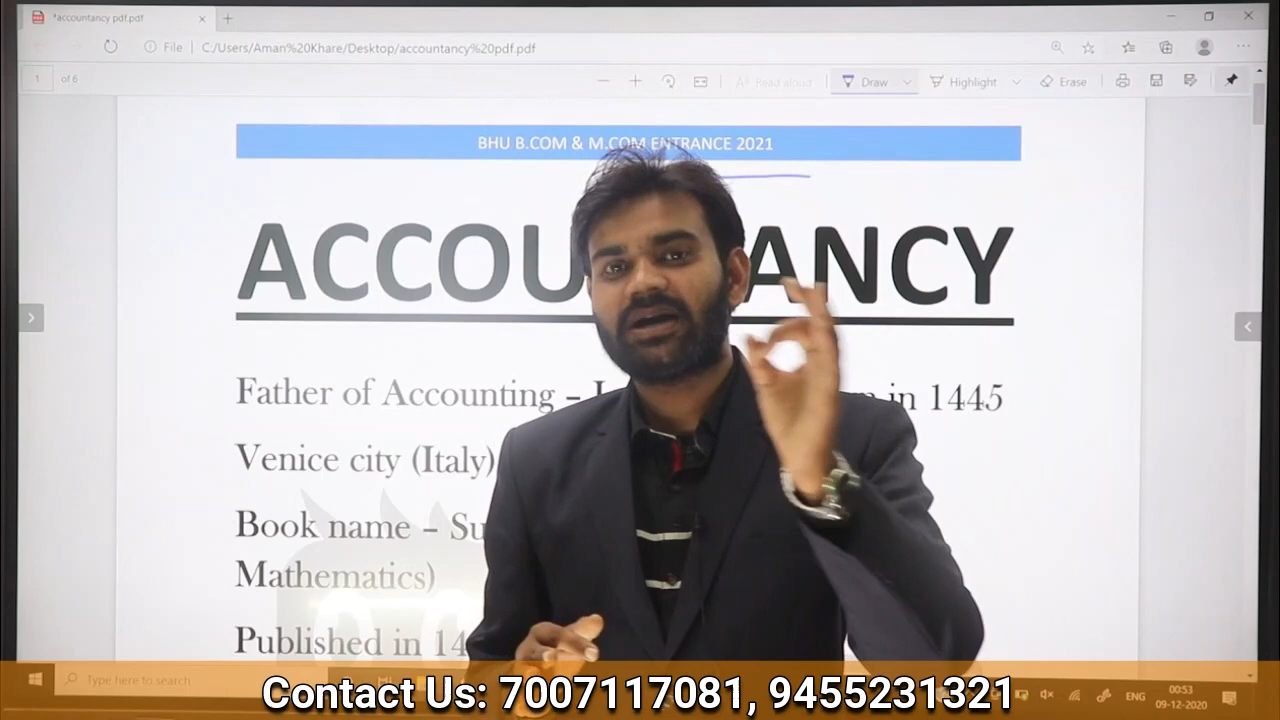 *accountancy pdf.pdf
File C:/Users/Aman%20Khare/Desktop/accountancy%20pdf.pdf
1 of 6
Read aloud Draw Highlight Erase
BHU B.COM & M.COM ENTRANCE 2021
ACCOU ANCY
Father of Accounting – in 1445
Venice city (Italy)
Book name – Su
Mathematics)
Published in 14
Type here to search
ENG 00:53
09-12-2020
Contact Us: 7007117081, 9455231321